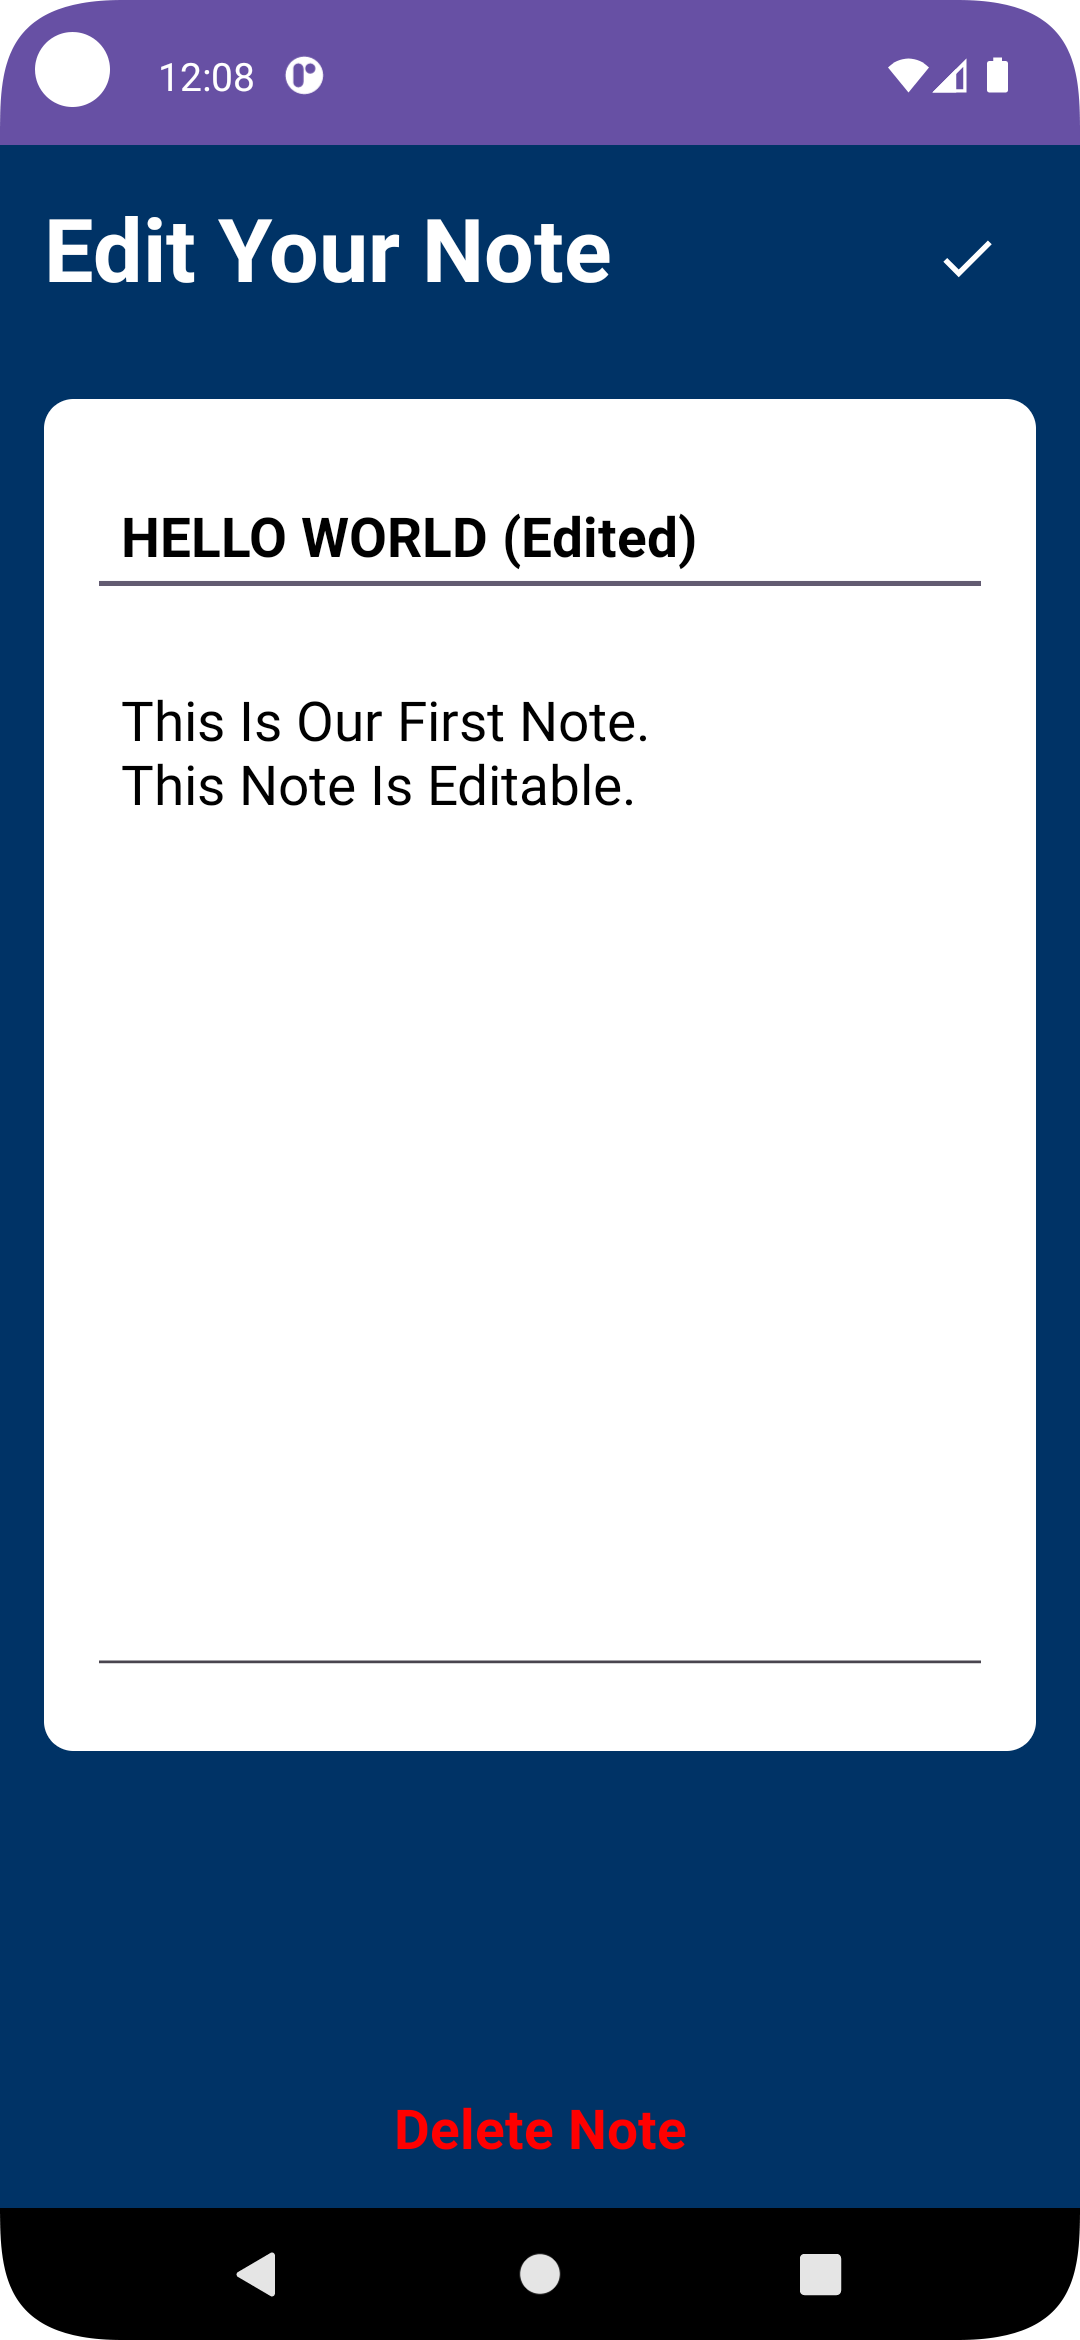 12:08
Edit Your Note
HELLO WORLD (Edited)
This Is Our First Note.
This Note Is Editable.
Delete Note